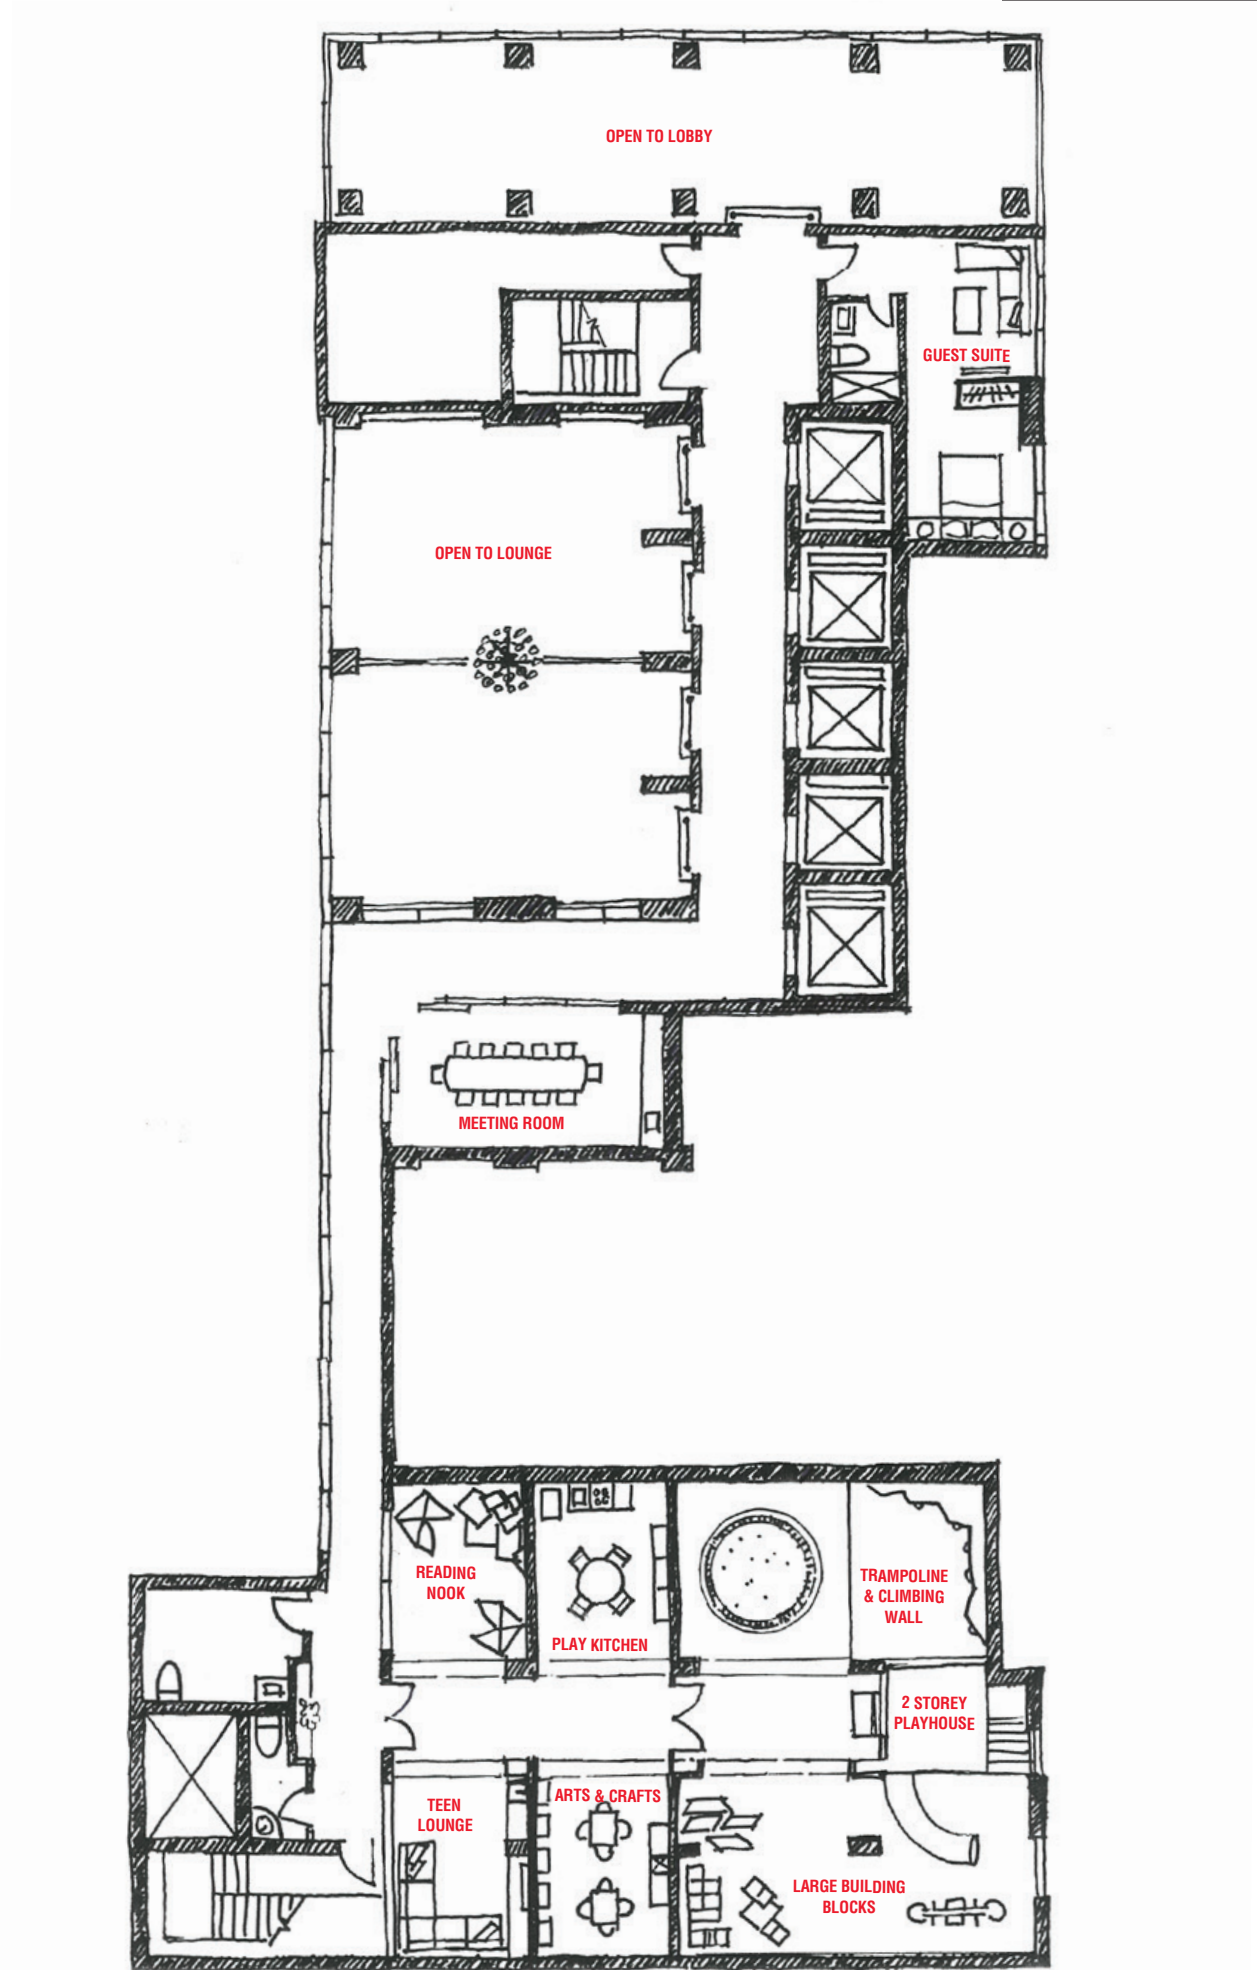 OPEN TO LOBBY
GUEST SUITE
OPEN TO LOUNGE
MEETING ROOM
READING
NOOK
PLAY KITCHEN
TRAMPOLINE
& CLIMBING
WALL
2 STOREY
PLAYHOUSE
TEEN
LOUNGE
ARTS & CRAFTS
LARGE BUILDING
BLOCKS